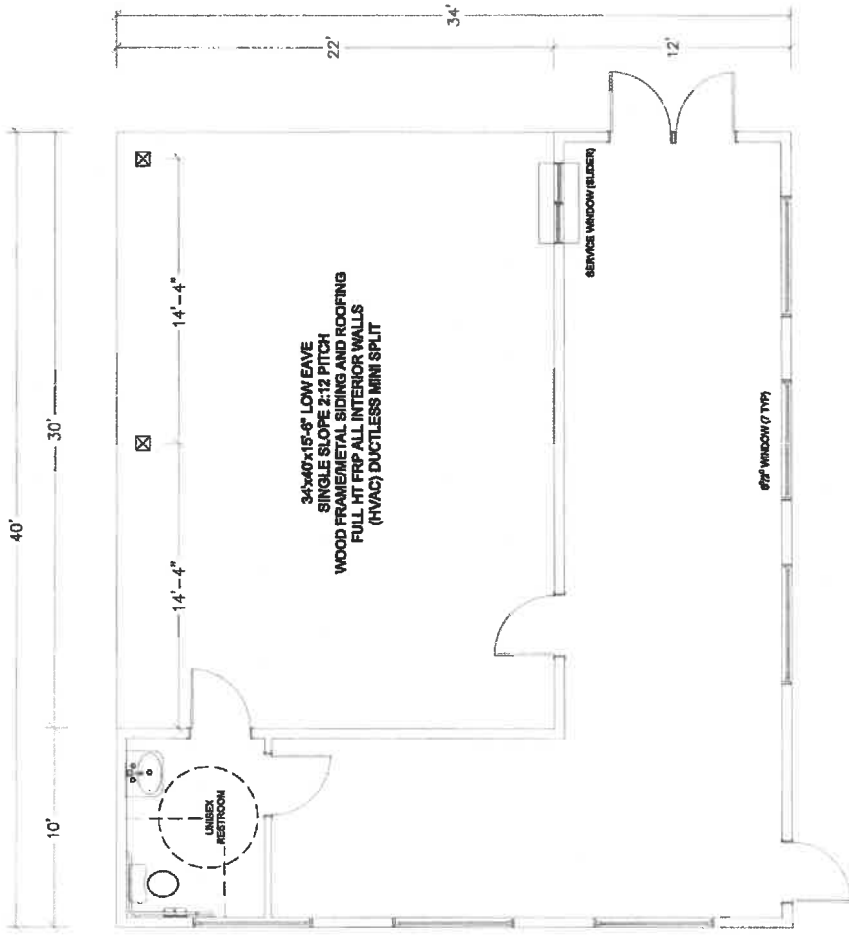 40'
10'
30'
22'
34'
12'
14'-4"
14'-4"
34'x40'x15'-6" LOW EAVE
SINGLE SLOPE 2:12 PITCH
WOOD FRAME/METAL SIDING AND ROOFING
FULL HT FRP ALL INTERIOR WALLS
(HVAC) DUCTLESS MINI SPLIT
UNISEX
RESTROOM
SERVICE WINDOW (SLIDER)
WINDOW (7 TYP)